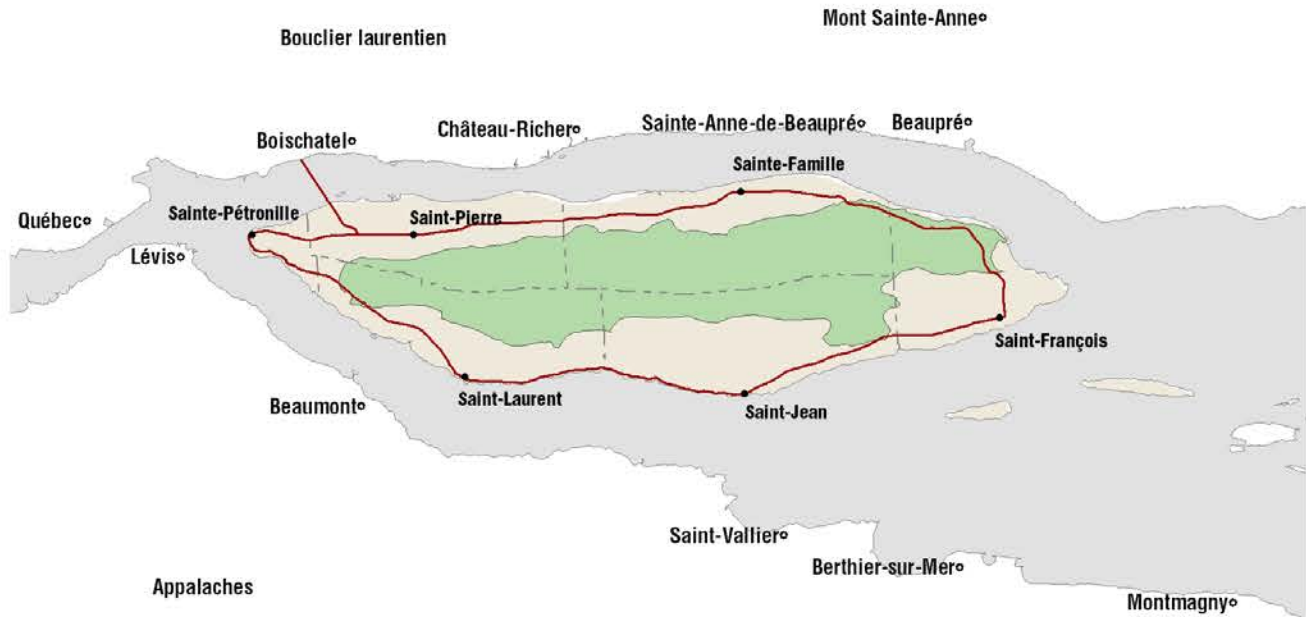 Mont Sainte-Anne
Bouclier laurentien
Château-Richer
Sainte-Anne-de-Beaupré
Beaupré
Boischatel
Sainte-Famille
Sainte-Pétronille
Saint-Pierre
Québec
Lévis
Saint-François
Saint-Laurent
Beaumont
Saint-Jean
Saint-Vallier
Berthier-sur-Mer
Appalaches
Montmagny